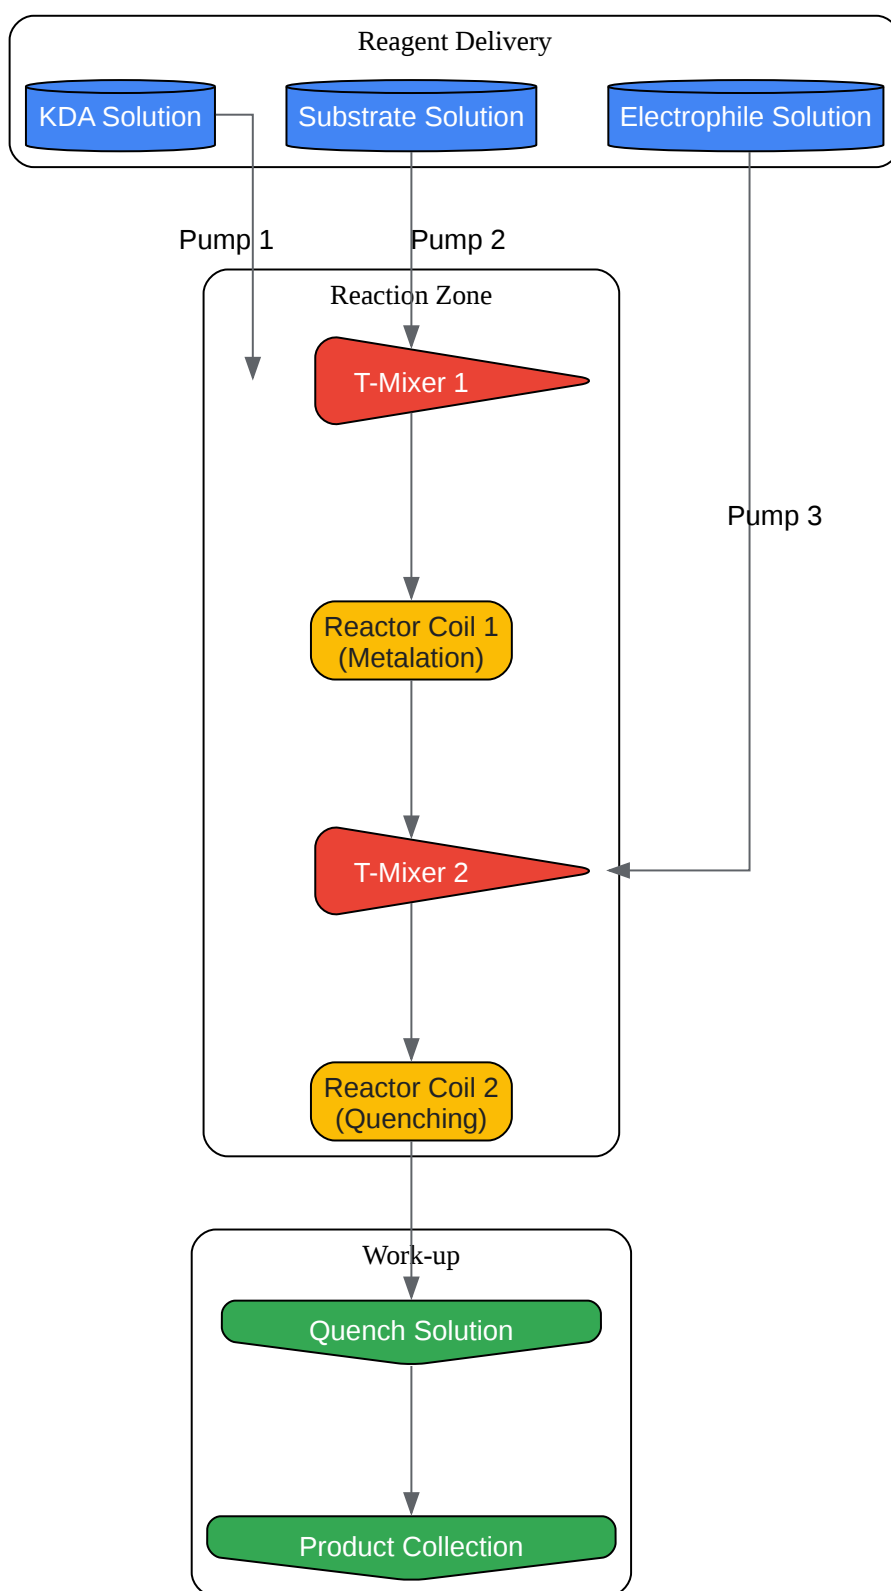 Reagent Delivery
KDA Solution
Substrate Solution
Electrophile Solution
Pump 1
Pump 2
Reaction Zone
T-Mixer 1
Pump 3
Reactor Coil 1
(Metalation)
T-Mixer 2
Reactor Coil 2
(Quenching)
Work-up
Quench Solution
Product Collection